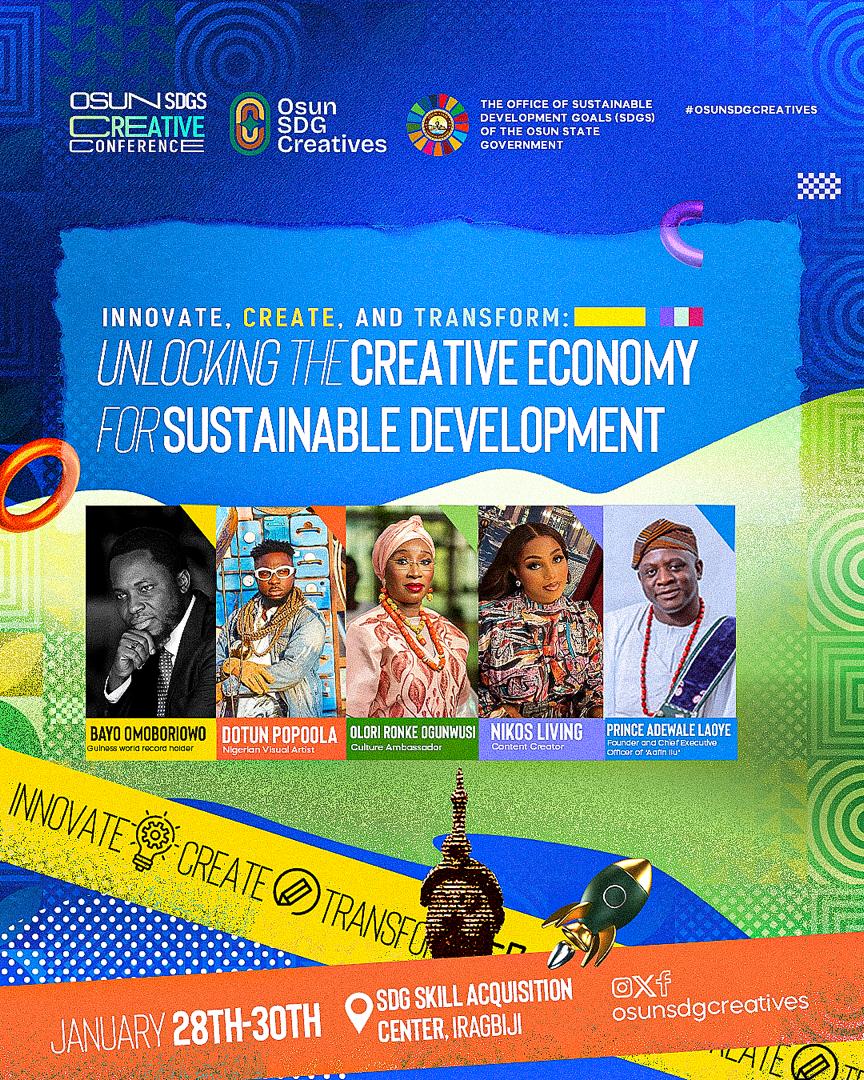 OSUN SDGS
CREATIVE
CONFERENCE
Osun
SDG
Creatives
THE OFFICE OF SUSTAINABLE
DEVELOPMENT GOALS (SDGS)
OF THE OSUN STATE
GOVERNMENT
#OSUNSDGCREATIVES
INNOVATE, CREATE, AND TRANSFORM:
UNLOCKING THE CREATIVE ECONOMY
FOR SUSTAINABLE DEVELOPMENT
BAYO OMOBORIOWO
Guiness world record holder
DOTUN POPOOLA
Nigerian Visual Artist
OLORI RONKE OGUNWUSI
Culture Ambassador
NIKOS LIVING
Content Creator
PRINCE ADEWALE LAOYE
Founder and Chief Executive
Officer of 'Aafin Ilu'
INNOVATE CREATE TRANSFO
JANUARY 28TH-30TH
SDG SKILL ACQUISITION
CENTER, IRAGBIJI
osunsdgcreatives
EATE